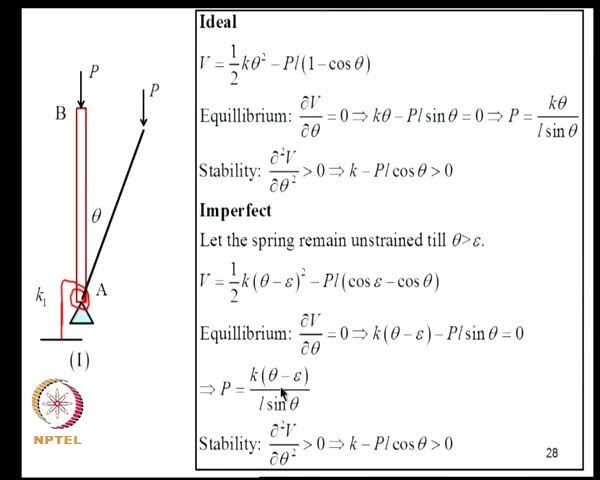 P
P
B
θ
A
k₁
(I)
NPTEL
Ideal
V = 1/2 kθ² − Pl(1−cos θ)
Equillibrium: ∂V/∂θ = 0 ⇒ kθ − Pl sin θ = 0 ⇒ P = kθ / l sin θ
Stability: ∂²V/∂θ² > 0 ⇒ k − Pl cos θ > 0
Imperfect
Let the spring remain unstrained till θ>ε.
V = 1/2 k(θ−ε)² − Pl(cos ε − cos θ)
Equillibrium: ∂V/∂θ = 0 ⇒ k(θ−ε) − Pl sin θ = 0
⇒ P = k(θ−ε) / l sin θ
Stability: ∂²V/∂θ² > 0 ⇒ k − Pl cos θ > 0
28